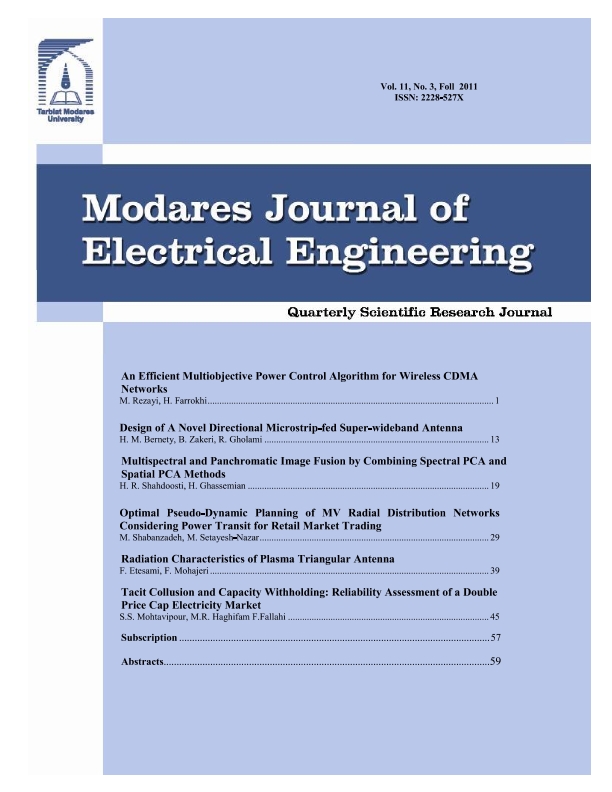 Tarbiat Modares
University
Vol. 11, No. 3, Foll 2011
ISSN: 2228-527X
Modares Journal of
Electrical Engineering
Quarterly Scientific Research Journal
An Efficient Multiobjective Power Control Algorithm for Wireless CDMA
Networks
M. Rezayi, H. Farrokhi.......................................................................................................... 1
Design of A Novel Directional Microstrip-fed Super-wideband Antenna
H. M. Bernety, B. Zakeri, R. Gholami .................................................................................... 13
Multispectral and Panchromatic Image Fusion by Combining Spectral PCA and
Spatial PCA Methods
H. R. Shahdoosti, H. Ghassemian .......................................................................................... 19
Optimal Pseudo-Dynamic Planning of MV Radial Distribution Networks
Considering Power Transit for Retail Market Trading
M. Shabanzadeh, M. Setayesh-Nazar..................................................................................... 29
Radiation Characteristics of Plasma Triangular Antenna
F. Etesami, F. Mohajeri......................................................................................................... 39
Tacit Collusion and Capacity Withholding: Reliability Assessment of a Double
Price Cap Electricity Market
S.S. Mohtavipour, M.R. Haghifam F.Fallahi ........................................................................... 45
Subscription ....................................................................................................................57
Abstracts.........................................................................................................................59